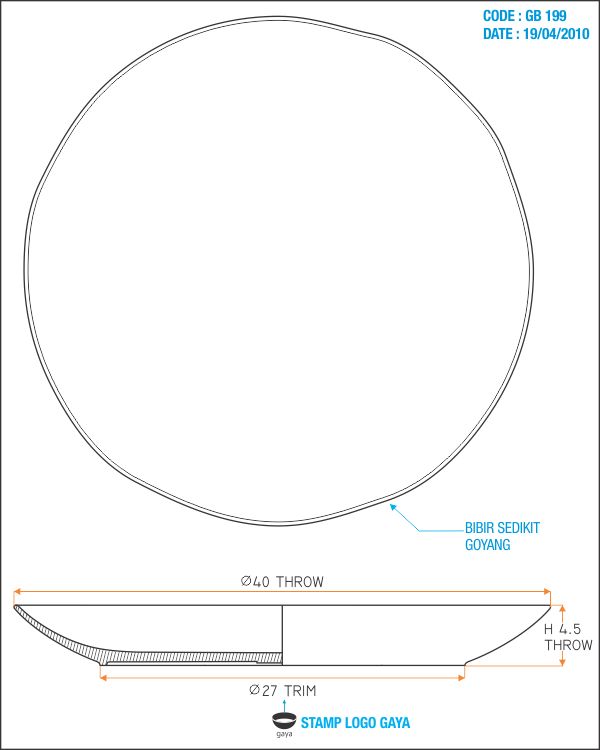 CODE : GB 199
DATE : 19/04/2010
BIBIR SEDIKIT
GOYANG
Ø40 THROW
H 4.5
THROW
Ø27 TRIM
STAMP LOGO GAYA
gaya